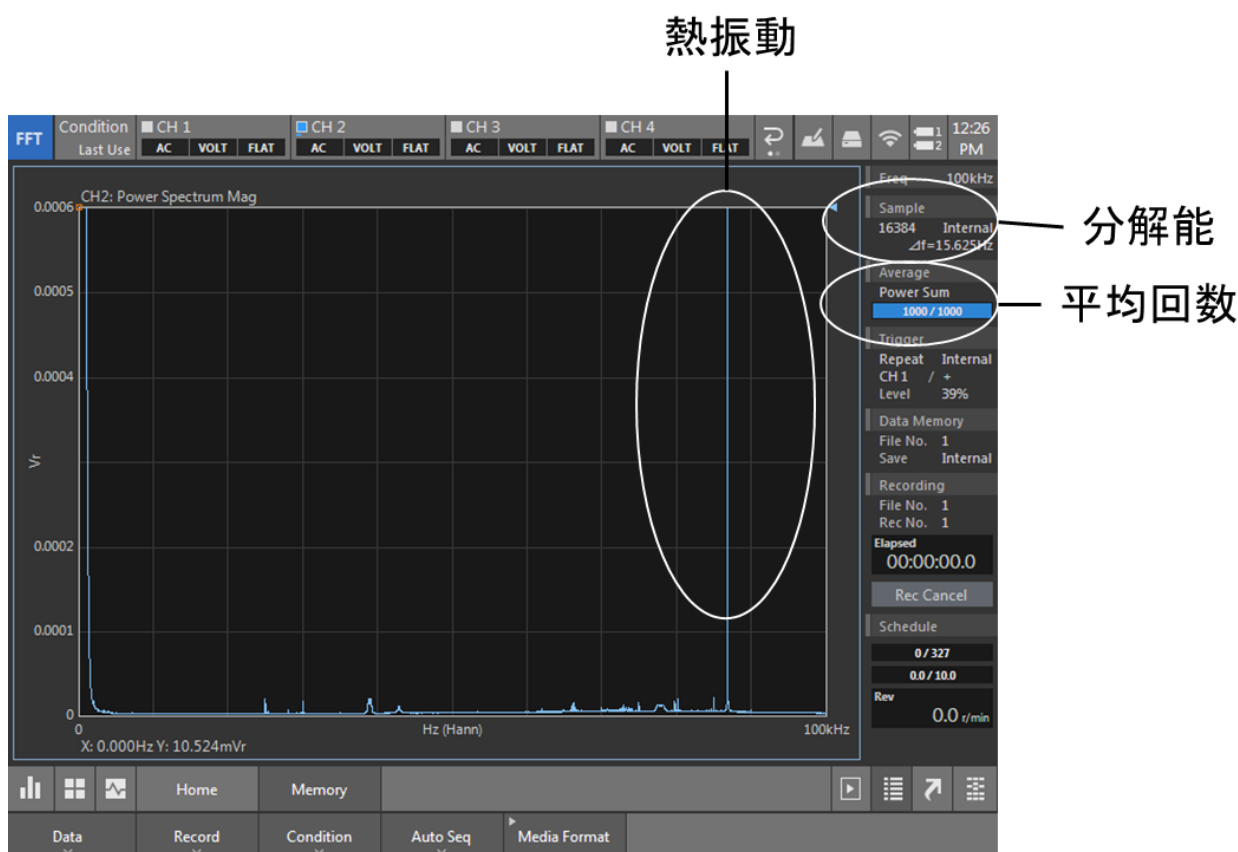 熱振動
FFT
Condition
Last Use
CH 1
AC VOLT FLAT
CH 2
AC VOLT FLAT
CH 3
AC VOLT FLAT
CH 4
AC VOLT FLAT
1
2
12:26
PM
CH2: Power Spectrum Mag
0.0006
0.0005
0.0004
Vr
0.0002
0.0001
0
0
Hz (Hann)
100kHz
X: 0.000Hz Y: 10.524mVr
Freq 100kHz
Sample
16384 Internal
⊿f=15.625Hz
Average
Power Sum
1000 / 1000
Trigger
Repeat Internal
CH 1 / +
Level 39%
Data Memory
File No. 1
Save Internal
Recording
File No. 1
Rec No. 1
Elapsed
00:00:00.0
Rec Cancel
Schedule
0 / 327
0.0 / 10.0
Rev
0.0 r/min
分解能
平均回数
Home
Memory
Data
Record
Condition
Auto Seq
Media Format